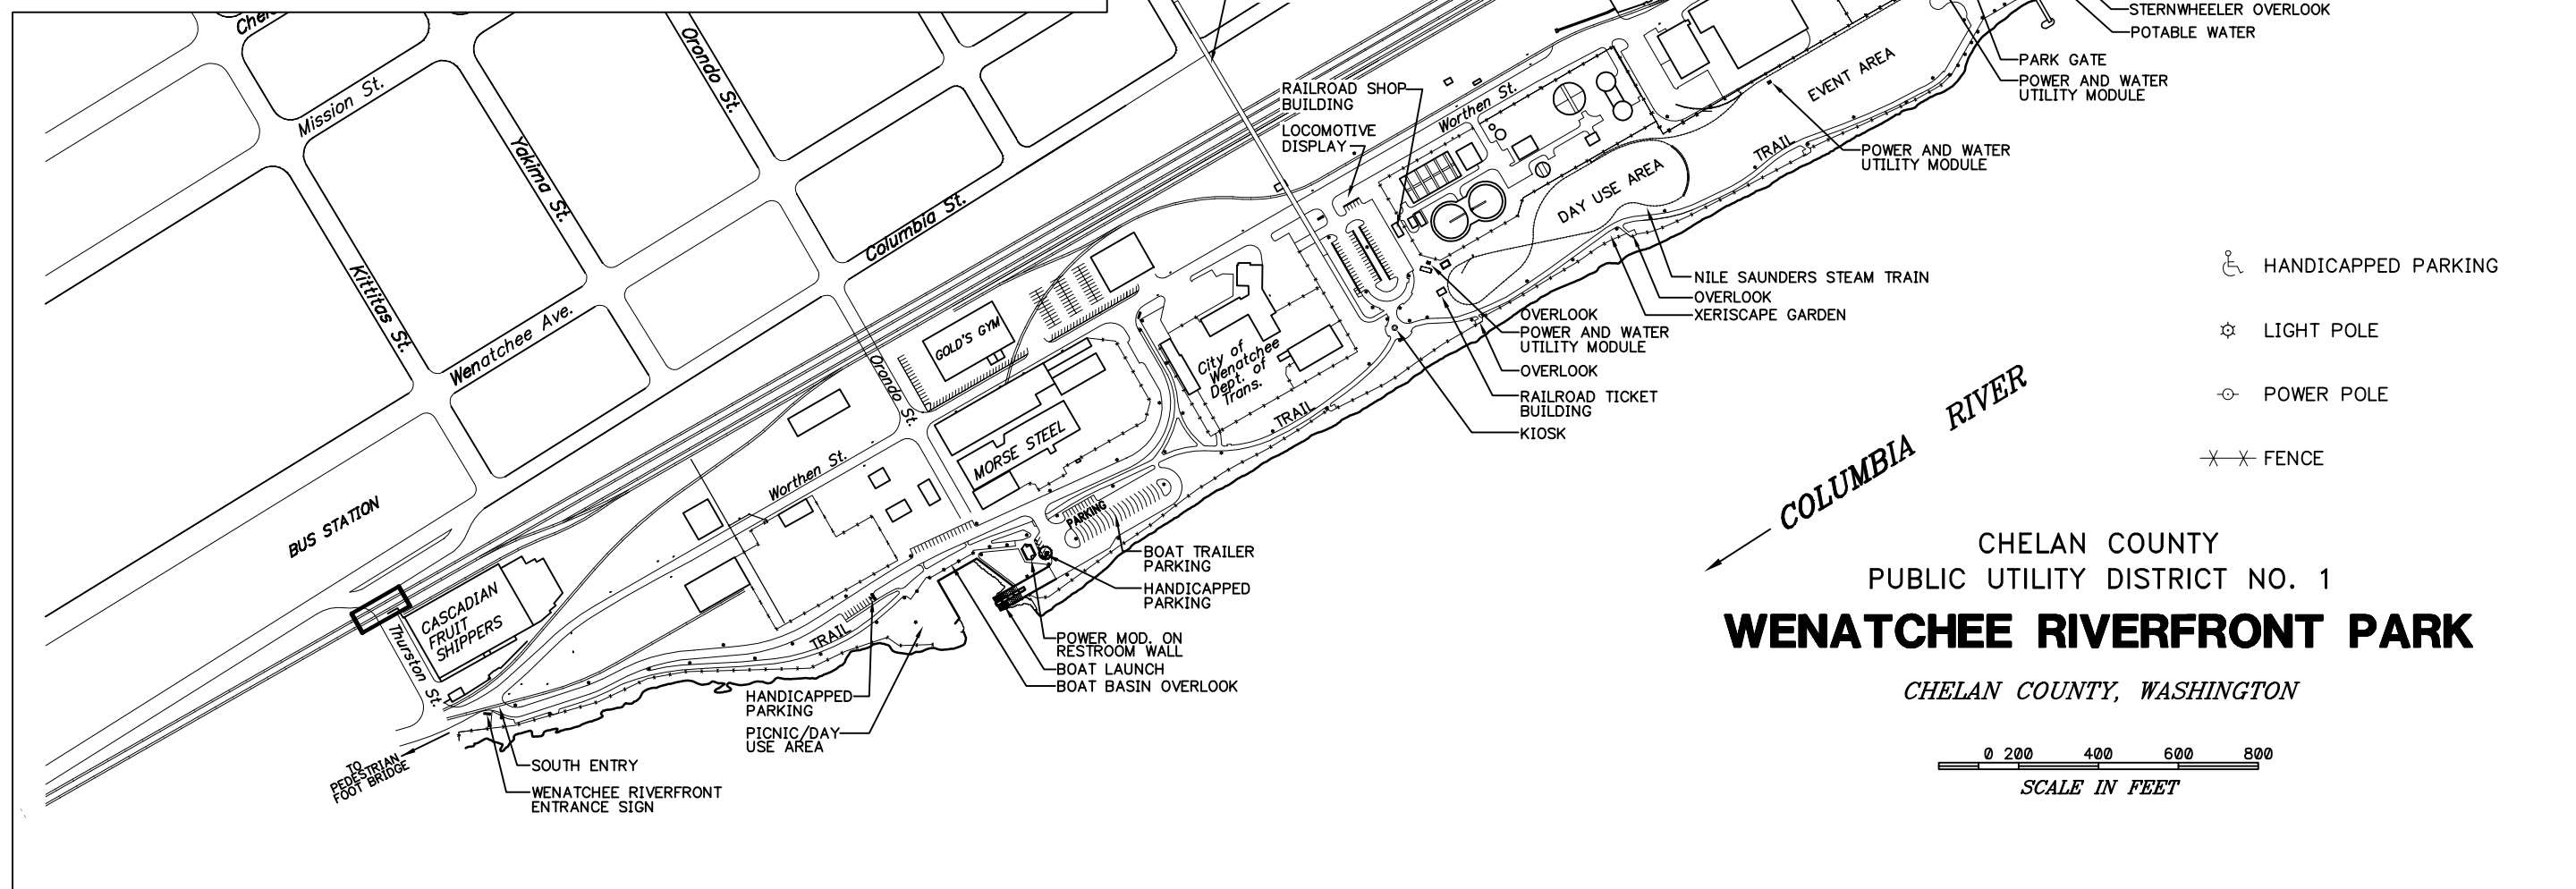 STERNWHEELER OVERLOOK
POTABLE WATER
PARK GATE
POWER AND WATER
UTILITY MODULE
EVENT AREA
POWER AND WATER
UTILITY MODULE
TRAIL
DAY USE AREA
Mission St.
Orondo St.
Yakima St.
Columbia St.
Kittitas St.
Wenatchee Ave.
BUS STATION
RAILROAD SHOP
BUILDING
LOCOMOTIVE
DISPLAY
Worthen St.
NILE SAUNDERS STEAM TRAIN
OVERLOOK
XERISCAPE GARDEN
OVERLOOK
POWER AND WATER
UTILITY MODULE
OVERLOOK
RAILROAD TICKET
BUILDING
KIOSK
GOLD'S GYM
Orondo St.
MORSE STEEL
City of
Wenatchee
Dept. of
Trans.
TRAIL
Worthen St.
PARKING
BOAT TRAILER
PARKING
HANDICAPPED
PARKING
POWER MOD. ON
RESTROOM WALL
BOAT LAUNCH
BOAT BASIN OVERLOOK
CASCADIAN
FRUIT
SHIPPERS
Thurston St.
TRAIL
HANDICAPPED
PARKING
PICNIC/DAY
USE AREA
SOUTH ENTRY
WENATCHEE RIVERFRONT
ENTRANCE SIGN
TO
PEDESTRIAN
FOOT BRIDGE
COLUMBIA RIVER
HANDICAPPED PARKING
LIGHT POLE
POWER POLE
FENCE
CHELAN COUNTY
PUBLIC UTILITY DISTRICT NO. 1
WENATCHEE RIVERFRONT PARK
CHELAN COUNTY, WASHINGTON
0 200 400 600 800
SCALE IN FEET